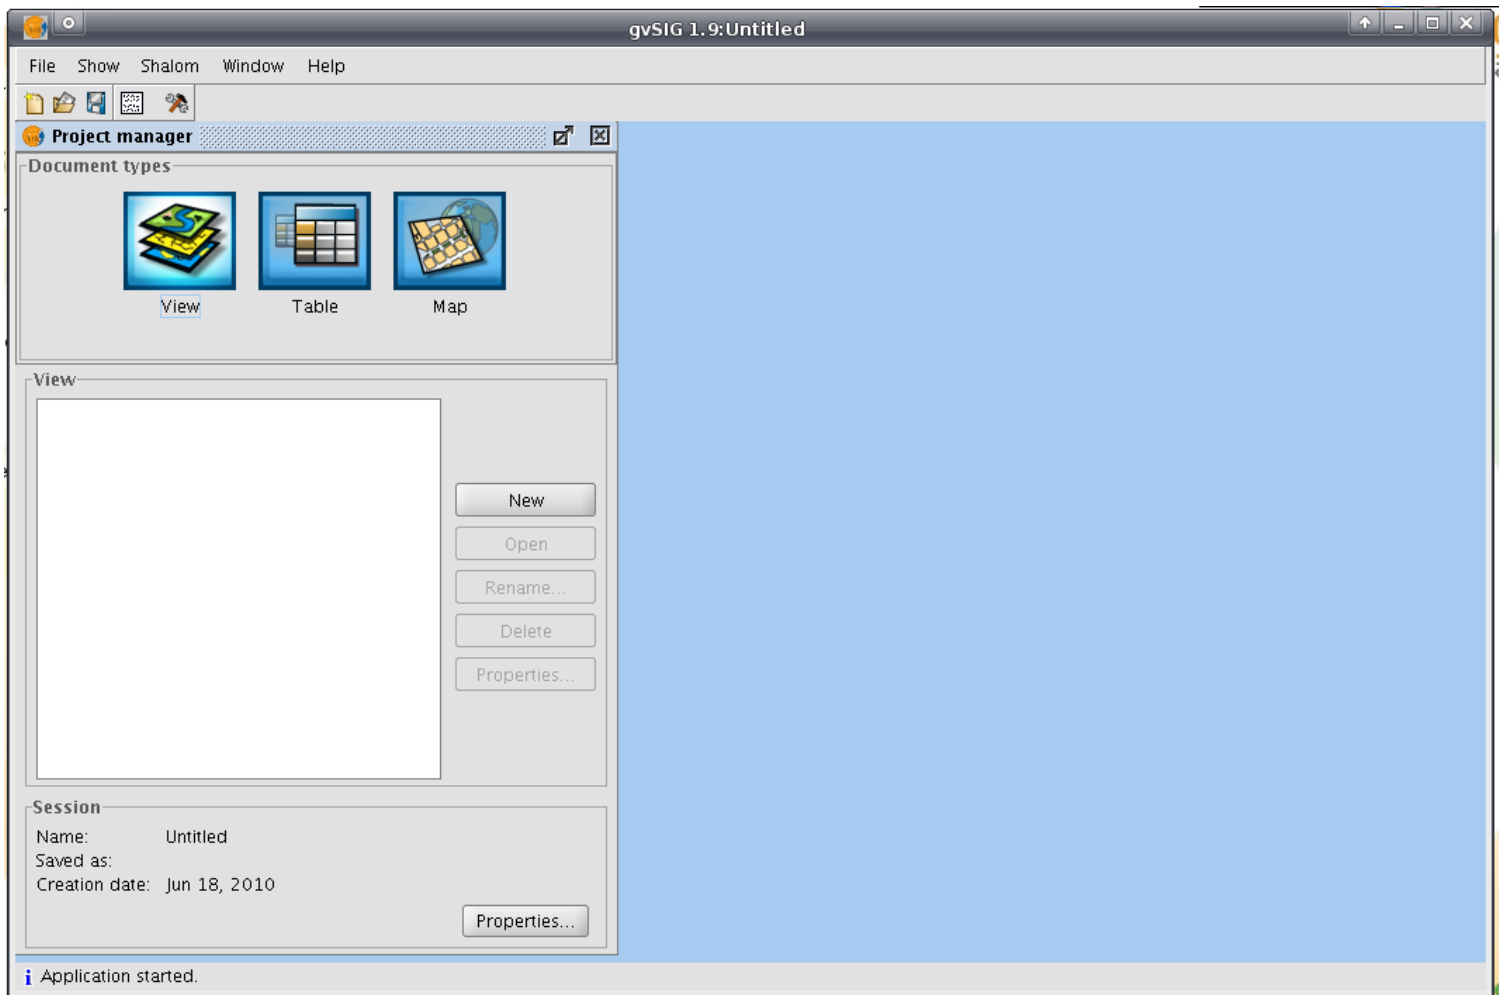 gvSIG 1.9:Untitled
File Show Shalom Window Help
Project manager
Document types
View Table Map
View
New
Open
Rename...
Delete
Properties...
Session
Name: Untitled
Saved as:
Creation date: Jun 18, 2010
Properties...
Application started.